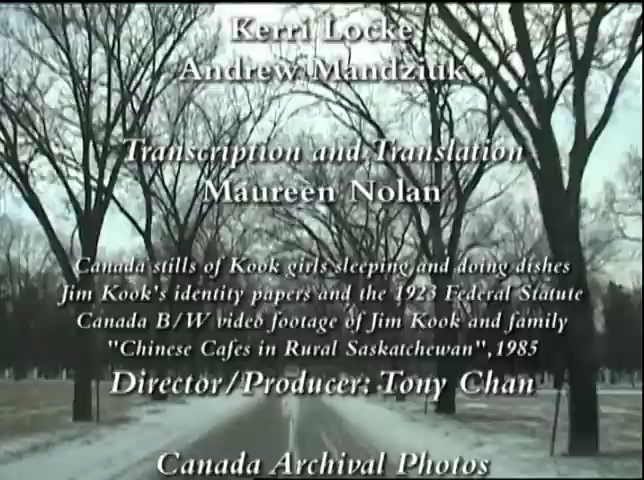 Kerri Locke
Andrew Mandziuk
Transcription and Translation
Maureen Nolan
Canada stills of Kook girls sleeping and doing dishes
Jim Kook's identity papers and the 1923 Federal Statute
Canada B/W video footage of Jim Kook and family
"Chinese Cafes in Rural Saskatchewan",1985
Director/Producer: Tony Chan
Canada Archival Photos